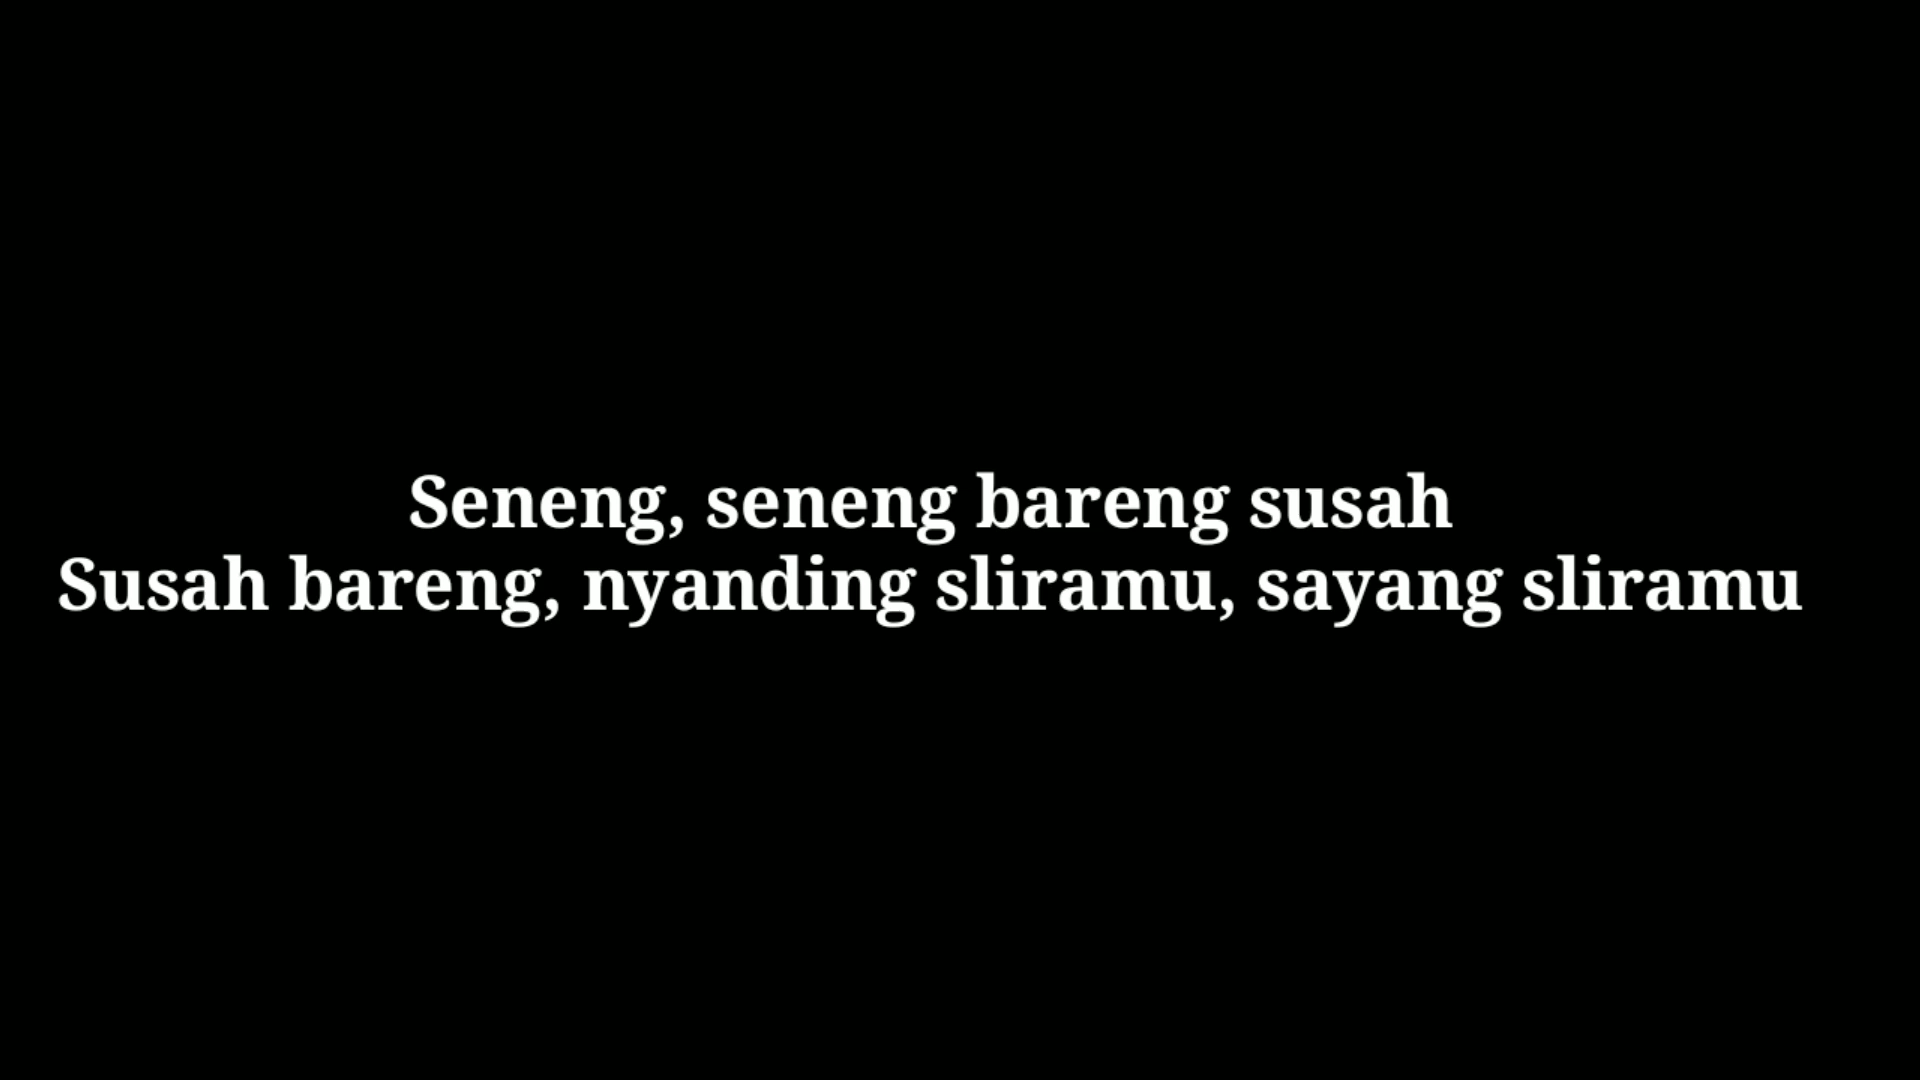 Seneng, seneng bareng susah
Susah bareng, nyanding sliramu, sayang sliramu